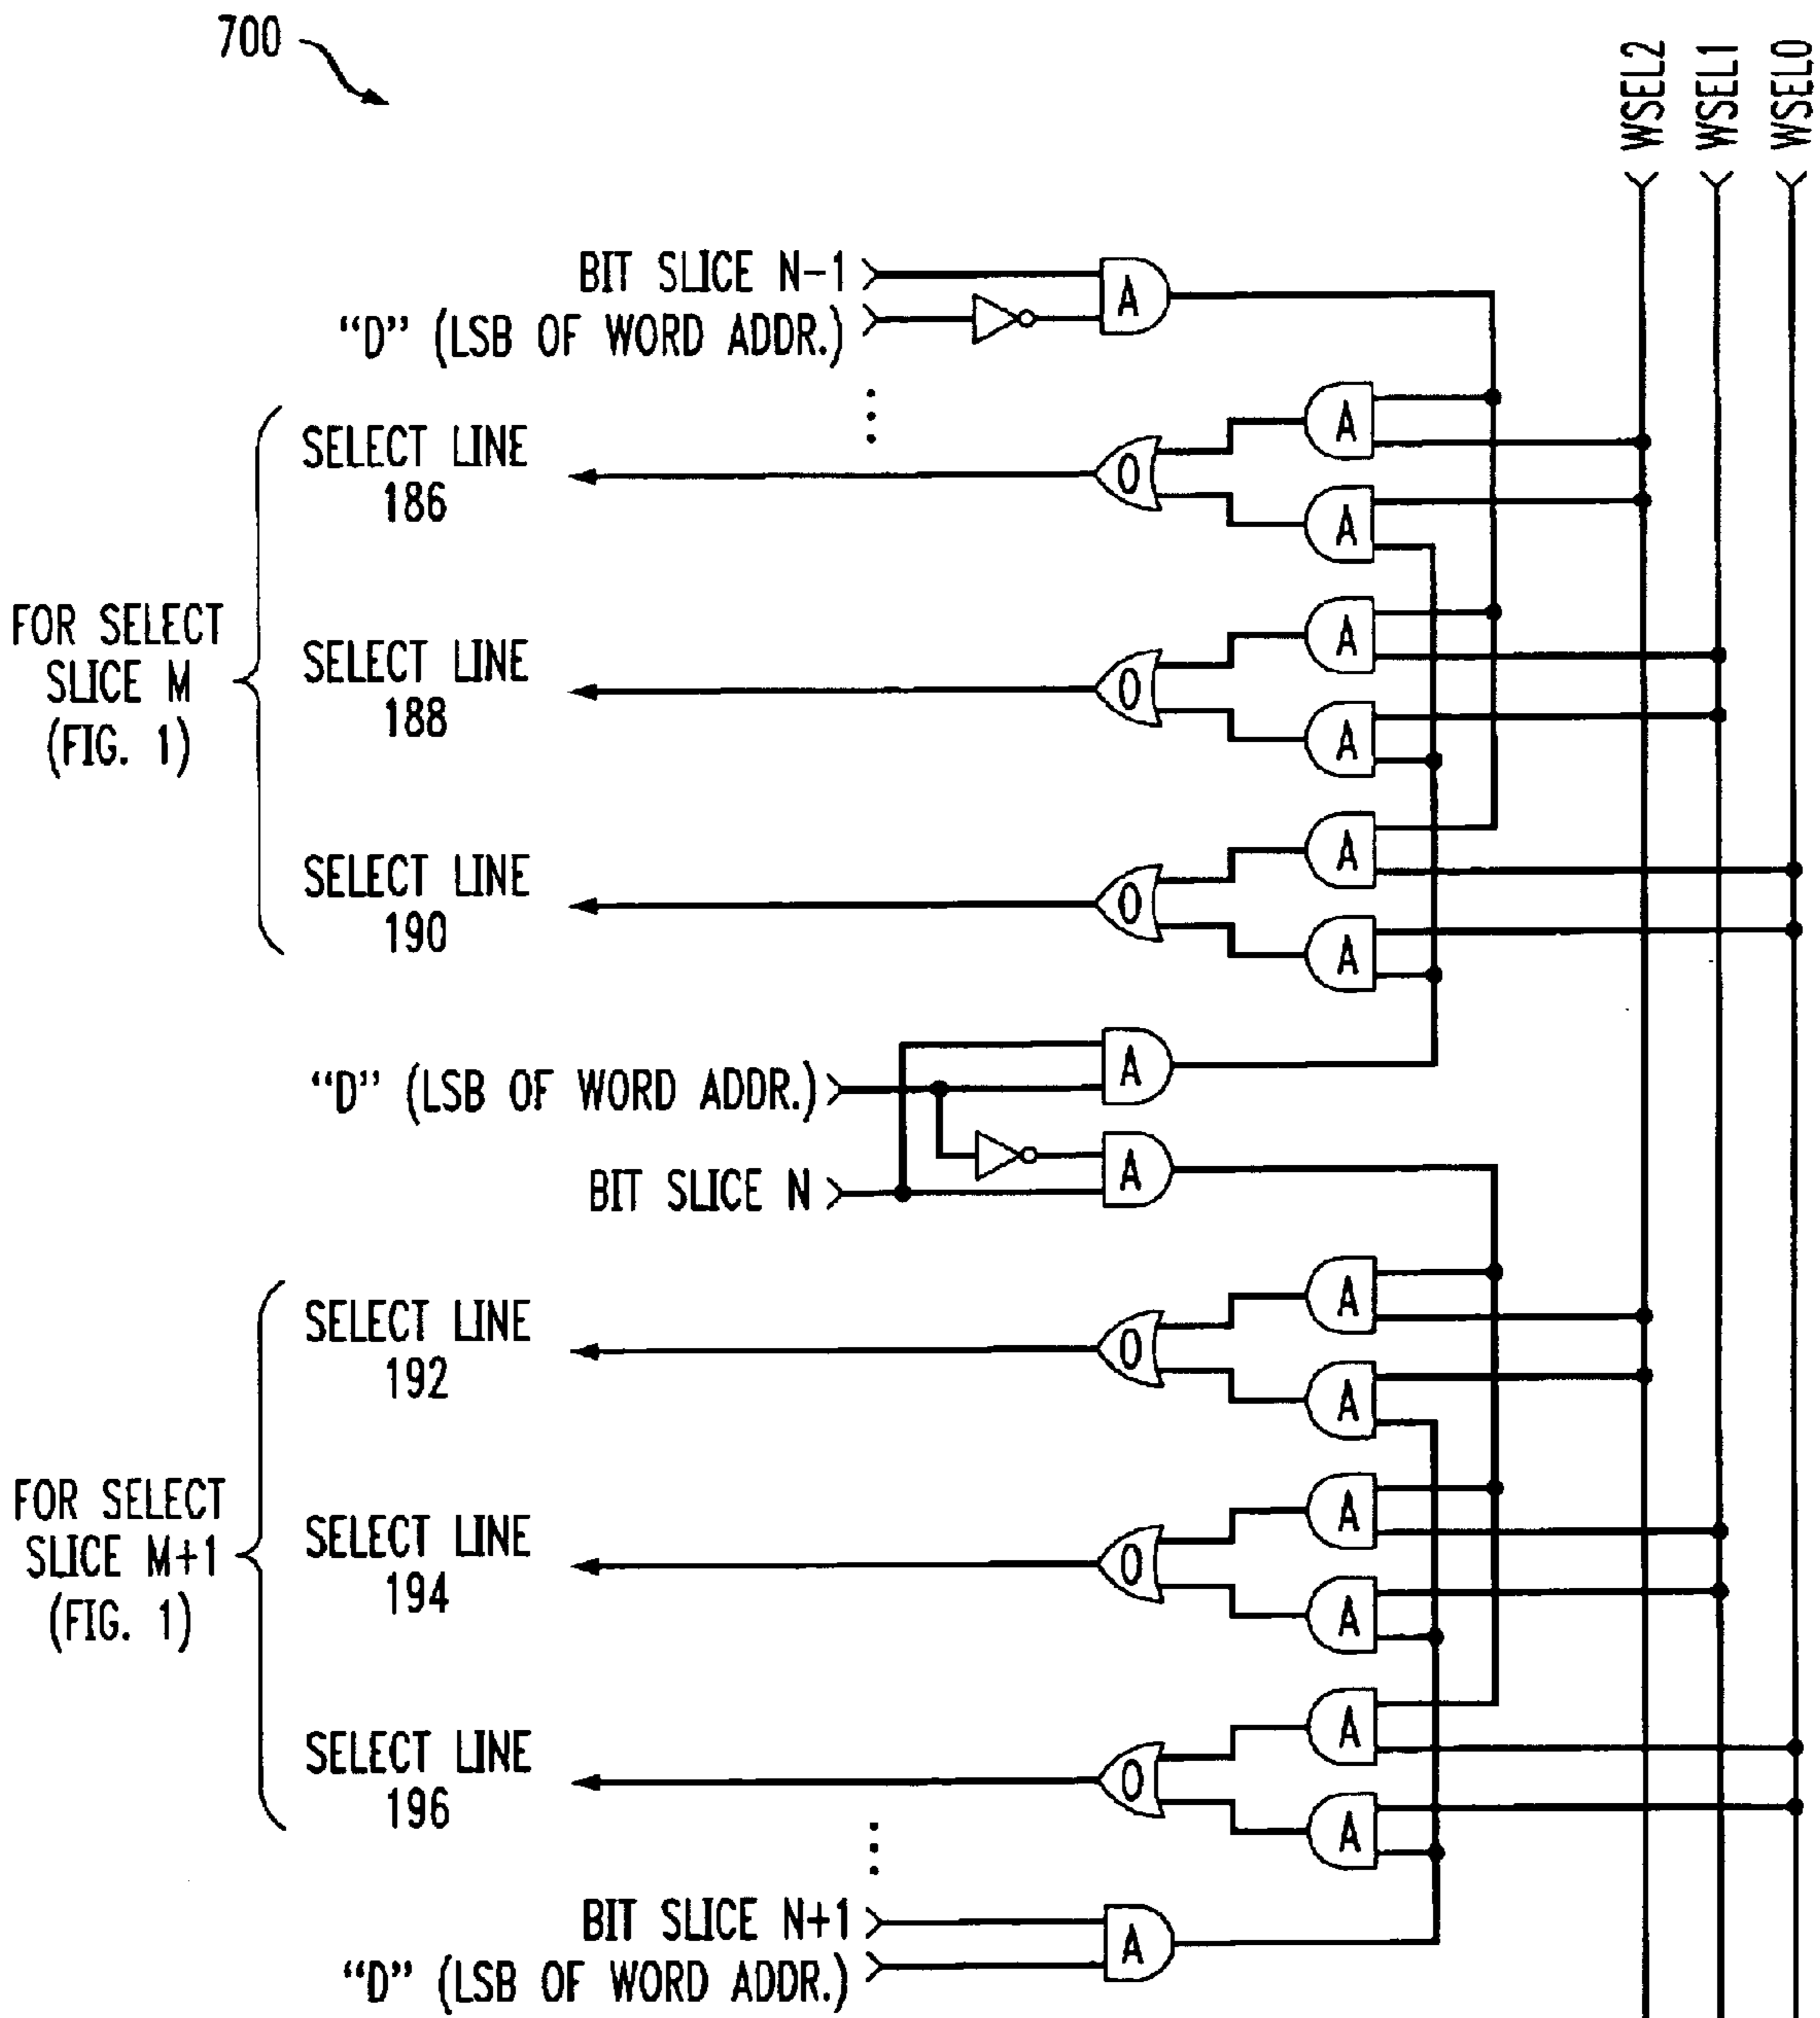 700
WSEL2
WSEL1
WSEL0
BIT SLICE N-1
"D" (LSB OF WORD ADDR.)
A
A
SELECT LINE
186
O
A
FOR SELECT
SLICE M
(FIG. 1)
A
SELECT LINE
188
O
A
A
SELECT LINE
190
O
A
A
"D" (LSB OF WORD ADDR.)
A
BIT SLICE N
A
SELECT LINE
192
O
A
FOR SELECT
SLICE M+1
(FIG. 1)
A
SELECT LINE
194
O
A
A
SELECT LINE
196
O
A
BIT SLICE N+1
A
"D" (LSB OF WORD ADDR.)